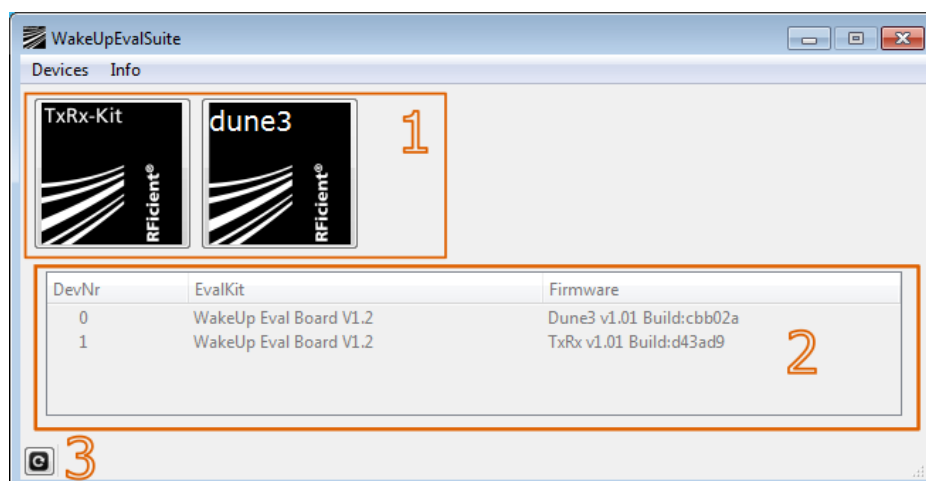 WakeUpEvalSuite
Devices Info
TxRx-Kit
RFicient®
dune3
RFicient®
1
DevNr EvalKit Firmware
0 WakeUp Eval Board V1.2 Dune3 v1.01 Build:cbb02a
1 WakeUp Eval Board V1.2 TxRx v1.01 Build:d43ad9
2
3